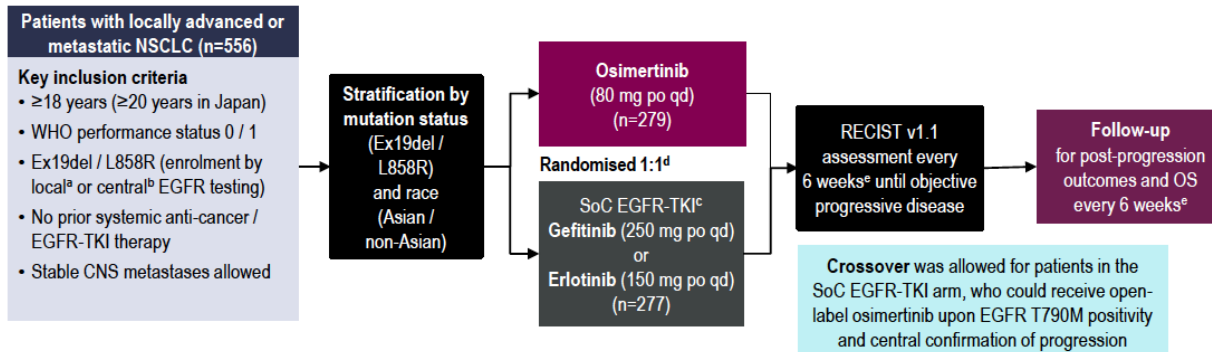 Patients with locally advanced or
metastatic NSCLC (n=556)
Key inclusion criteria
• ≥18 years (≥20 years in Japan)
• WHO performance status 0 / 1
• Ex19del / L858R (enrolment by
localᵃ or centralᵇ EGFR testing)
• No prior systemic anti-cancer /
EGFR-TKI therapy
• Stable CNS metastases allowed
Stratification by
mutation status
(Ex19del /
L858R)
and race
(Asian /
non-Asian)
Osimertinib
(80 mg po qd)
(n=279)
Randomised 1:1ᵈ
SoC EGFR-TKIᶜ
Gefitinib (250 mg po qd)
or
Erlotinib (150 mg po qd)
(n=277)
RECIST v1.1
assessment every
6 weeksᵉ until objective
progressive disease
Follow-up
for post-progression
outcomes and OS
every 6 weeksᵉ
Crossover was allowed for patients in the
SoC EGFR-TKI arm, who could receive open-
label osimertinib upon EGFR T790M positivity
and central confirmation of progression